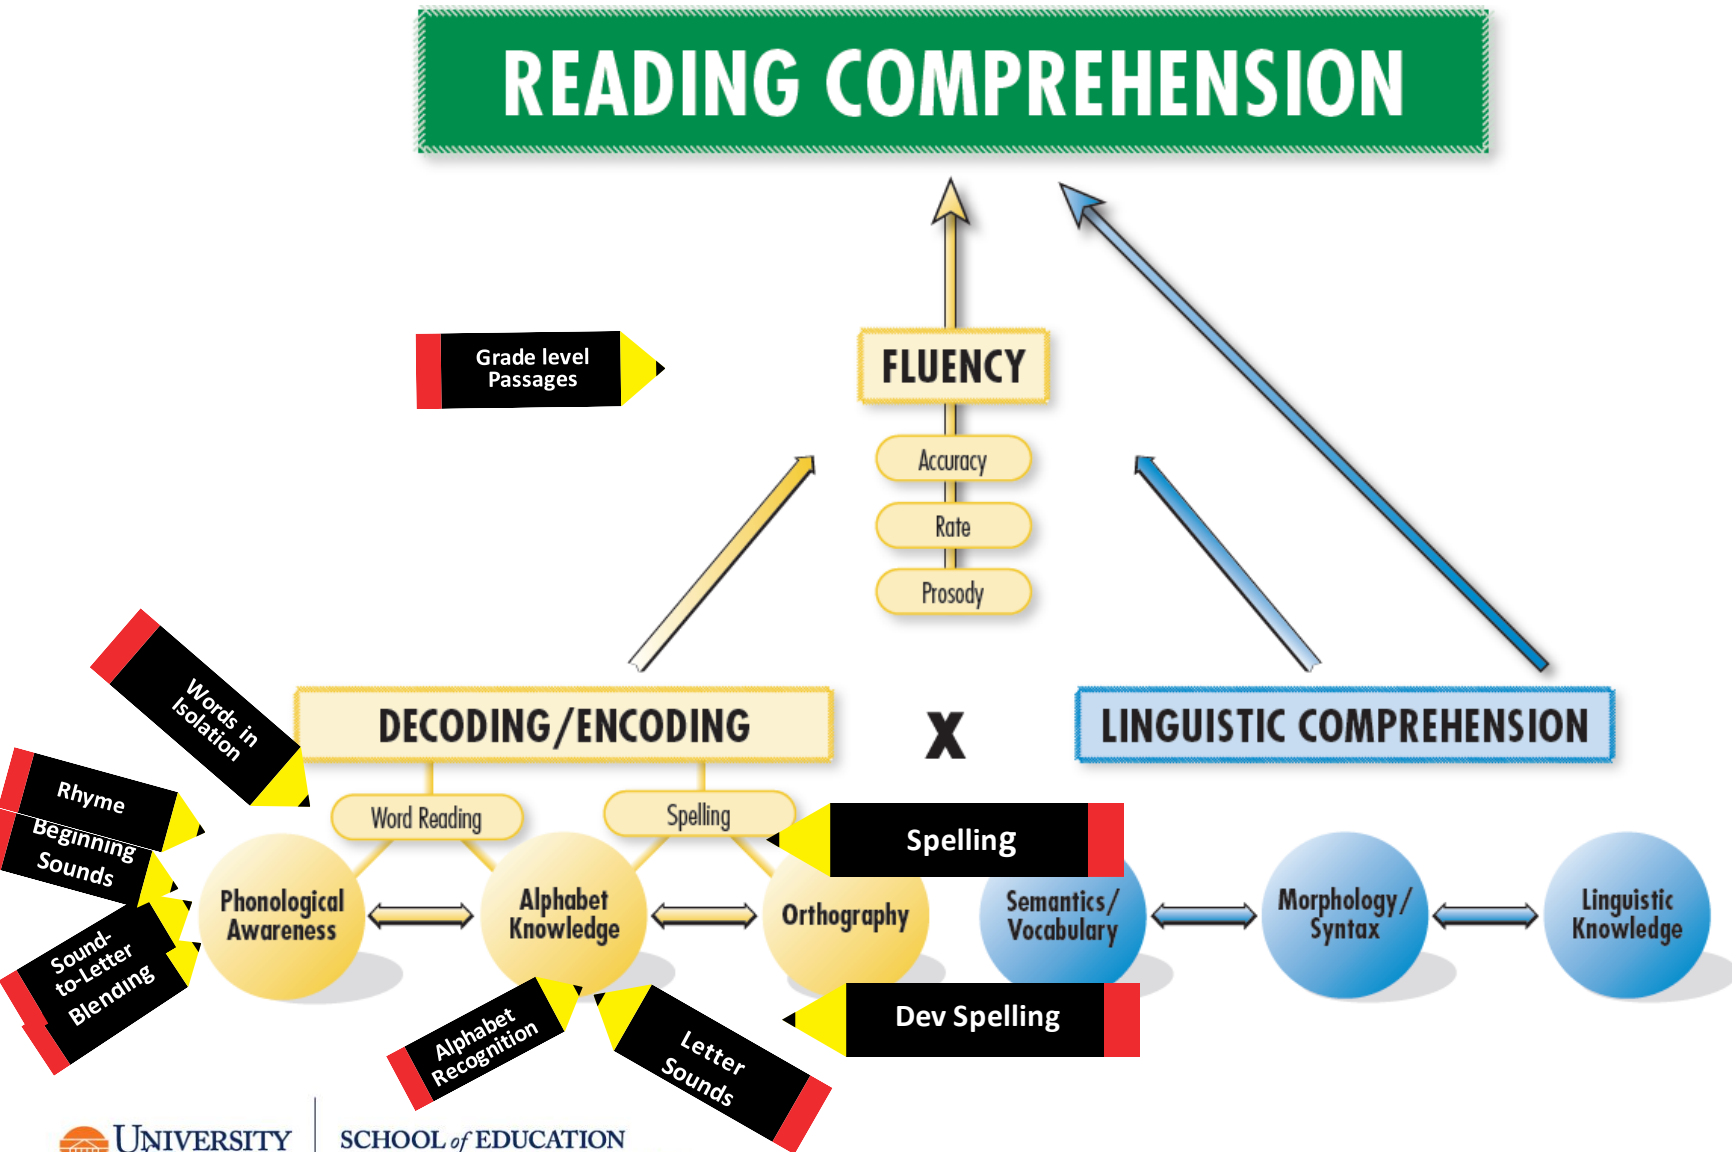 READING COMPREHENSION
Grade level
Passages
FLUENCY
Accuracy
Rate
Prosody
Words in
Isolation
DECODING/ENCODING
X
LINGUISTIC COMPREHENSION
Rhyme
Beginning
Sounds
Word Reading
Spelling
Spelling
Phonological
Awareness
Alphabet
Knowledge
Orthography
Semantics/
Vocabulary
Morphology/
Syntax
Linguistic
Knowledge
Sound-
to-Letter
Blending
Alphabet
Recognition
Letter
Sounds
Dev Spelling
UNIVERSITY
SCHOOL of EDUCATION